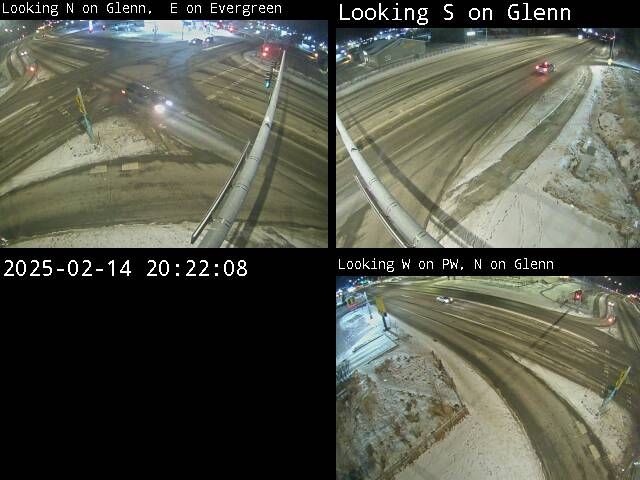 Looking N on Glenn,  E on Evergreen
Looking S on Glenn
2025-02-14 20:22:08
Looking W on PW, N on Glenn